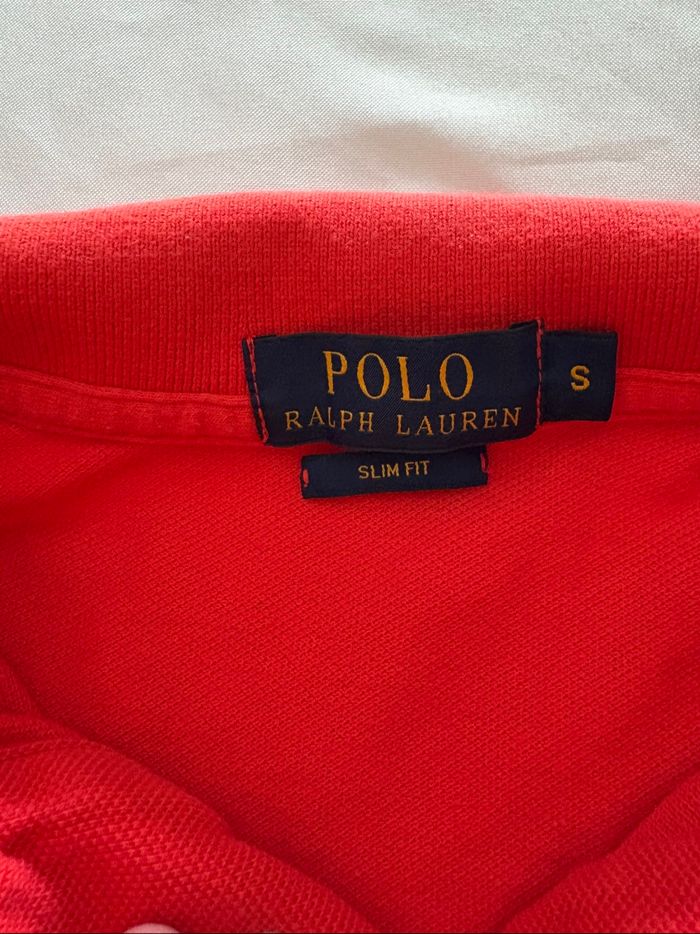 POLO
RALPH LAUREN
S
SLIM FIT